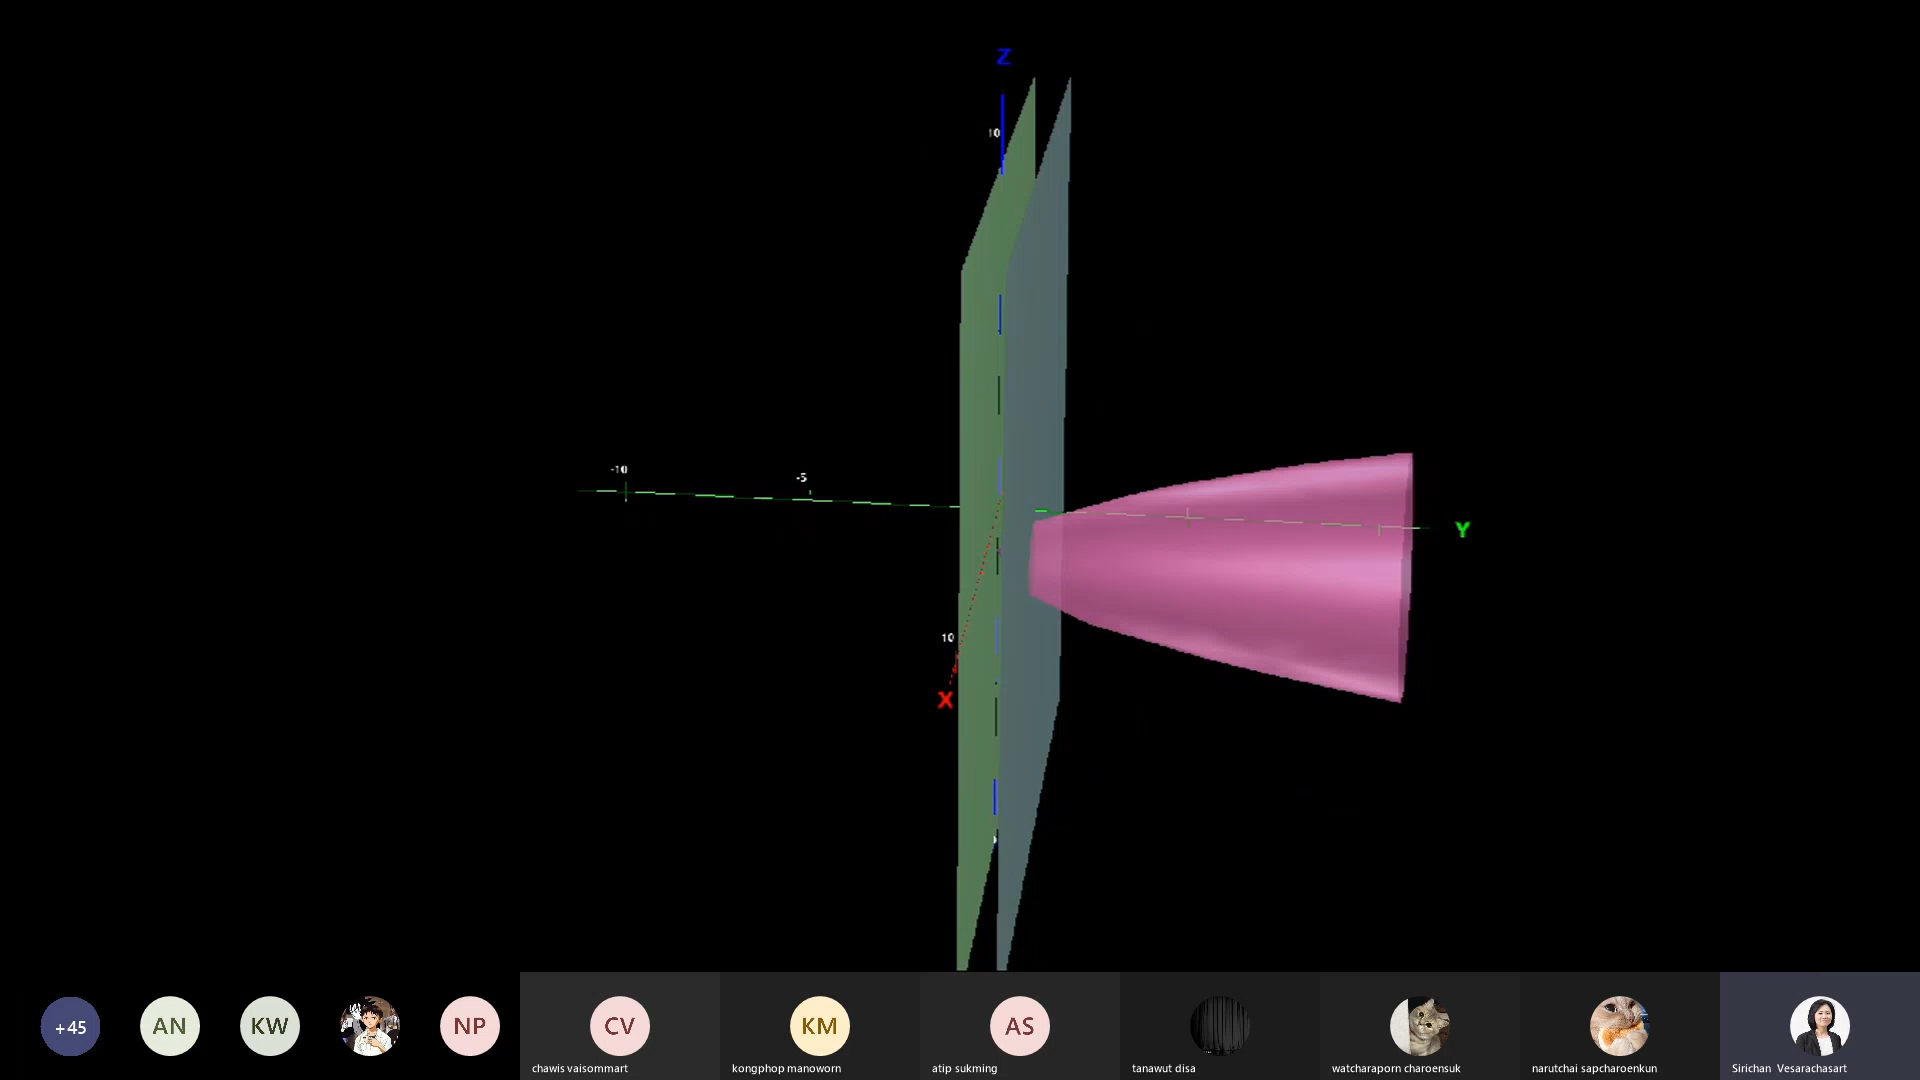 Z
10
-10
-5
Y
10
X
+45
AN
KW
NP
CV
KM
AS
chawis vaisommart
kongphop manoworn
atip sukming
tanawut disa
watcharaporn charoensuk
narutchai sapcharoenkun
Sirichan Vesarachasart